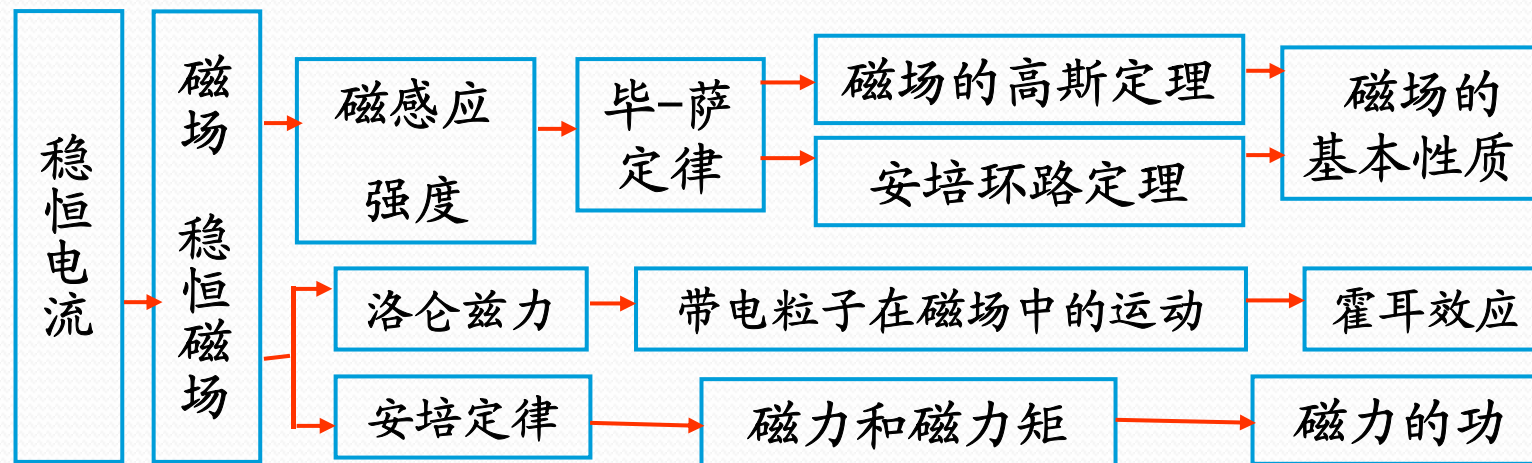 稳恒电流
磁场 稳恒磁场
磁感应
强度
毕-萨
定律
磁场的高斯定理
安培环路定理
磁场的
基本性质
洛仑兹力
带电粒子在磁场中的运动
霍耳效应
安培定律
磁力和磁力矩
磁力的功